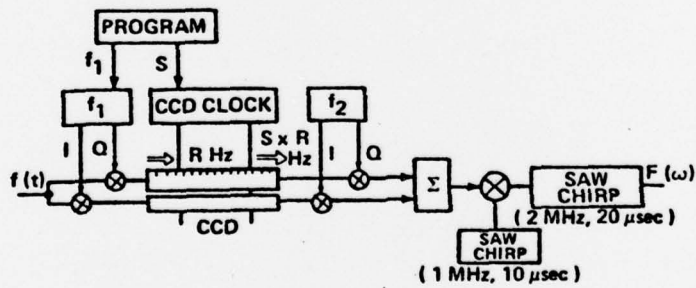 PROGRAM
f1 S
f1 CCD CLOCK f2
I Q R Hz S x R Hz I Q
f(t) Σ SAW CHIRP F(ω)
CCD
(2 MHz, 20 μsec)
SAW CHIRP
(1 MHz, 10 μsec)